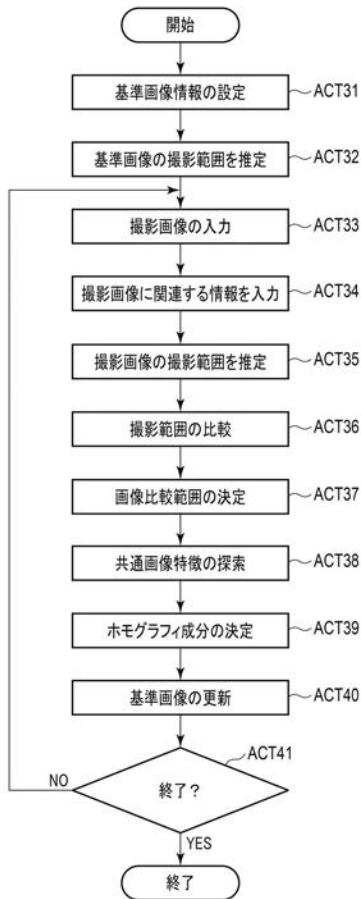 開始
基準画像情報の設定
ACT31
基準画像の撮影範囲を推定
ACT32
撮影画像の入力
ACT33
撮影画像に関連する情報を入力
ACT34
撮影画像の撮影範囲を推定
ACT35
撮影範囲の比較
ACT36
画像比較範囲の決定
ACT37
共通画像特徴の探索
ACT38
ホモグラフィ成分の決定
ACT39
基準画像の更新
ACT40
ACT41
NO
終了?
YES
終了